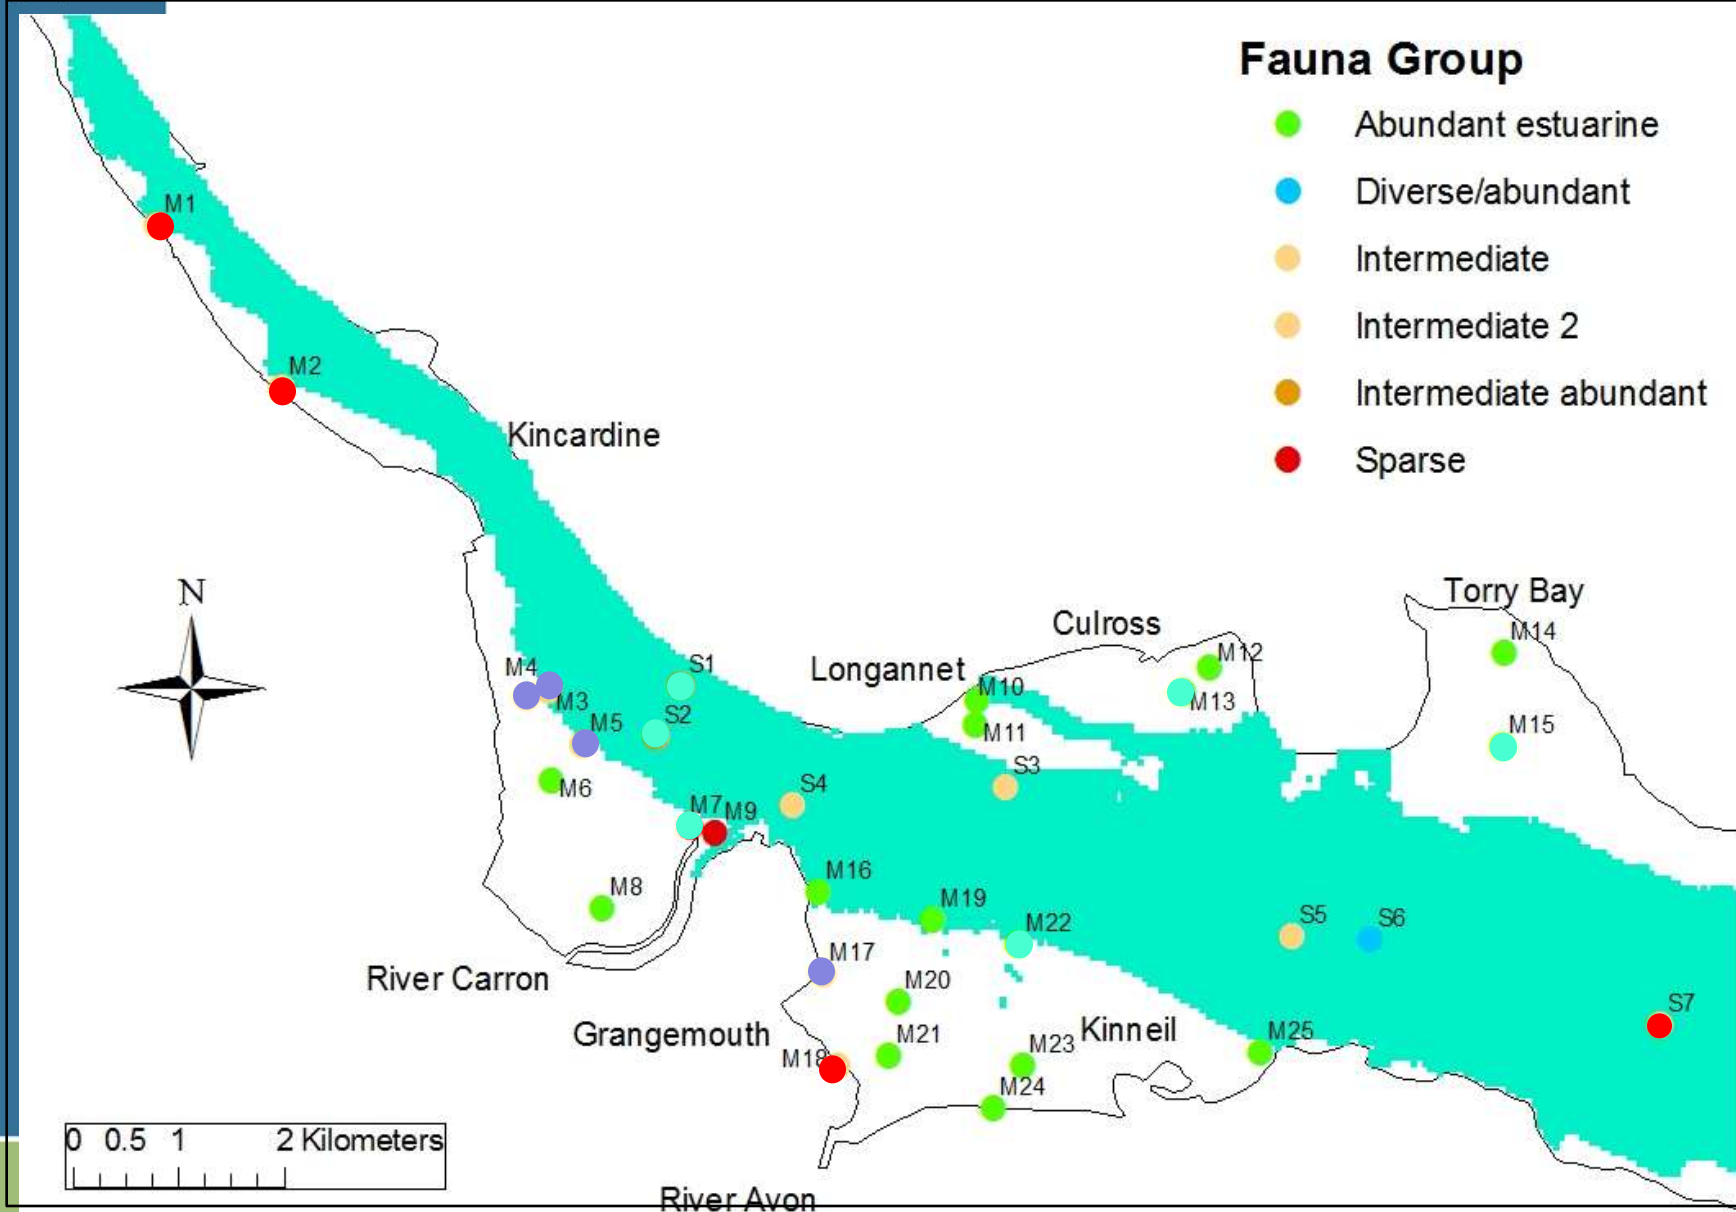 Fauna Group
Abundant estuarine
Diverse/abundant
Intermediate
Intermediate 2
Intermediate abundant
Sparse
M1
M2
Kincardine
N
Torry Bay
Culross
M14
M12
Longannet
S1
M4
M10
M3
M13
S2
M5
M11
M15
S3
S4
M6
M7
M9
M16
M8
M19
M22
S5
S6
M17
River Carron
M20
S7
Grangemouth
M21
Kinneil
M25
M18
M23
M24
0 0.5 1 2 Kilometers
River Avon